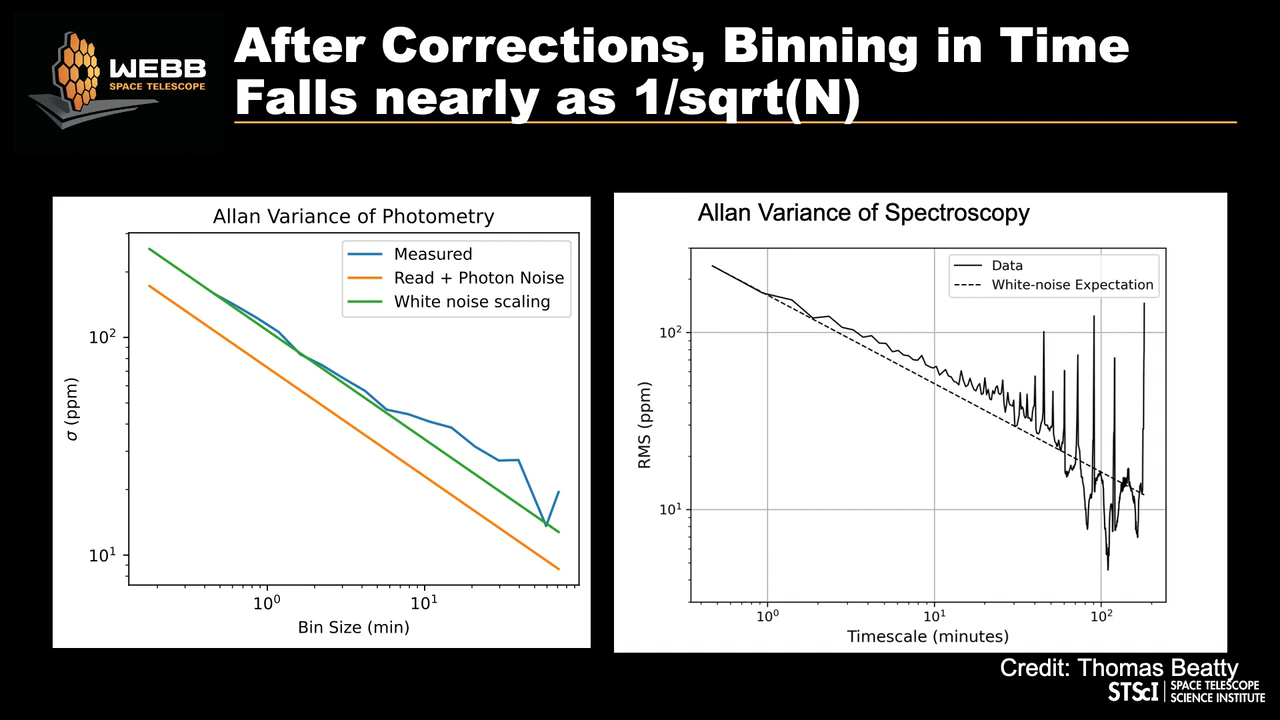 WEBB
SPACE TELESCOPE
After Corrections, Binning in Time
Falls nearly as 1/sqrt(N)
Allan Variance of Photometry
Measured
Read + Photon Noise
White noise scaling
σ (ppm)
10²
10¹
10⁰
10¹
Bin Size (min)
Allan Variance of Spectroscopy
Data
White-noise Expectation
RMS (ppm)
10²
10¹
10⁰
10¹
10²
Timescale (minutes)
Credit: Thomas Beatty
STScI | SPACE TELESCOPE
SCIENCE INSTITUTE